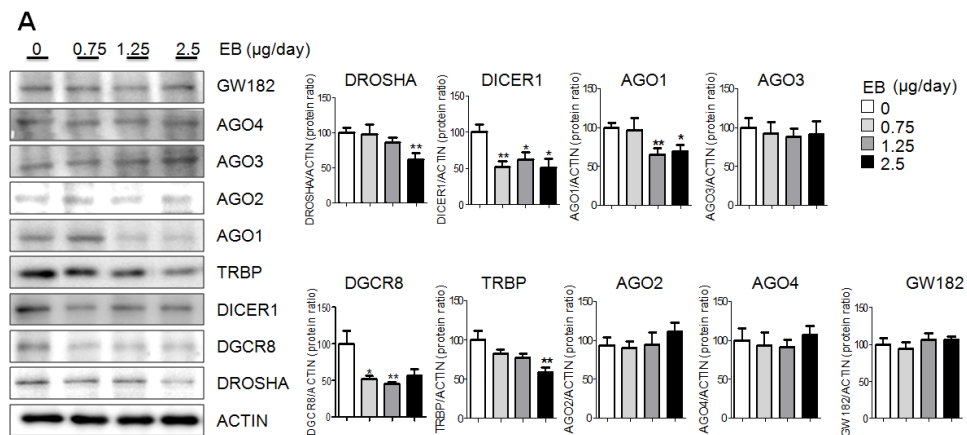 A
0 0.75 1.25 2.5 EB (µg/day)
GW182
AGO4
AGO3
AGO2
AGO1
TRBP
DICER1
DGCR8
DROSHA
ACTIN
DROSHA
DROSHA/ACTIN (protein ratio)
150
100
50
0
**
DICER1
DICER1/ACTIN (protein ratio)
150
100
50
0
** * *
AGO1
AGO1/ACTIN (protein ratio)
150
100
50
0
** *
AGO3
AGO3/ACTIN (protein ratio)
150
100
50
0
EB (µg/day)
0
0.75
1.25
2.5
DGCR8
DGCR8/ACTIN (protein ratio)
150
100
50
0
* **
TRBP
TRBP/ACTIN (protein ratio)
150
100
50
0
**
AGO2
AGO2/ACTIN (protein ratio)
150
100
50
0
AGO4
AGO4/ACTIN (protein ratio)
150
100
50
0
GW182
GW182/ACTIN (protein ratio)
150
100
50
0